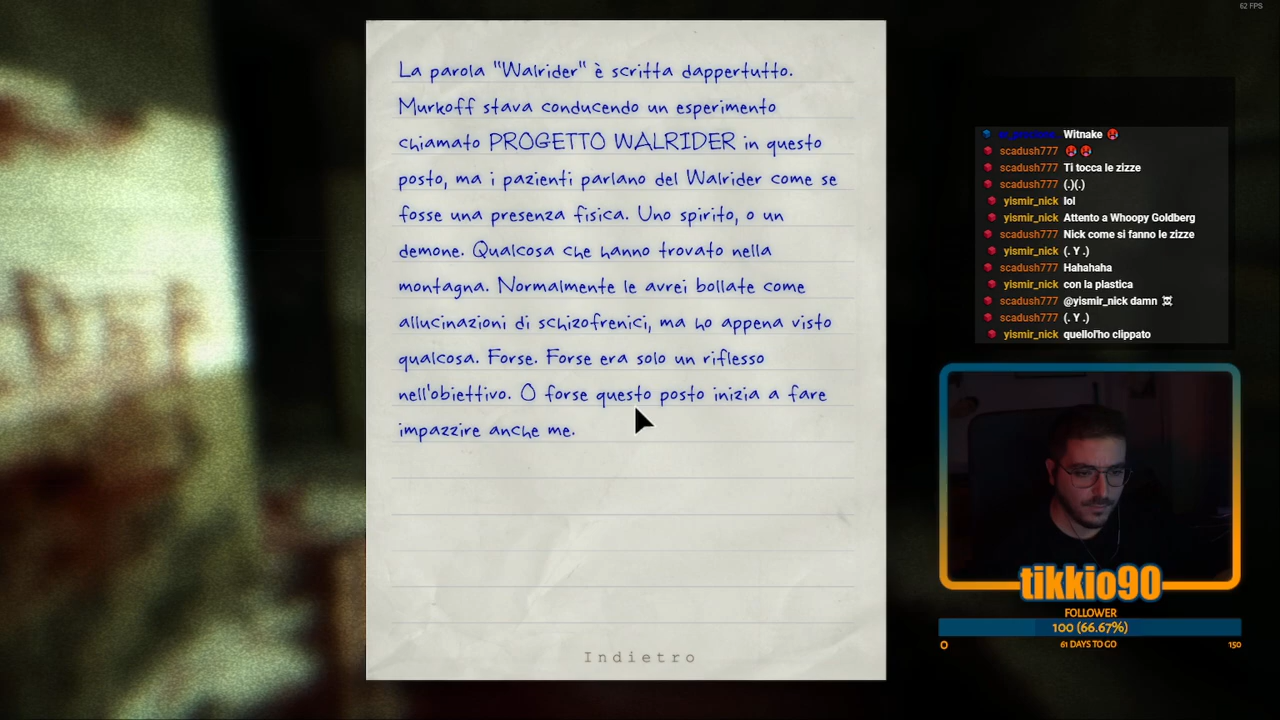 62 FPS
La parola "Walrider" è scritta dappertutto.
Murkoff stava conducendo un esperimento
chiamato PROGETTO WALRIDER in questo
posto, ma i pazienti parlano del Walrider come se
fosse una presenza fisica. Uno spirito, o un
demone. Qualcosa che hanno trovato nella
montagna. Normalmente le avrei bollate come
allucinazioni di schizofrenici, ma ho appena visto
qualcosa. Forse. Forse era solo un riflesso
nell'obiettivo. O forse questo posto inizia a fare
impazzire anche me.
Indietro
Witnake
scadush777
scadush777 Ti tocca le zizze
scadush777 (.)(.)
yismir_nick lol
yismir_nick Attento a Whoopy Goldberg
scadush777 Nick come si fanno le zizze
yismir_nick (. Y .)
scadush777 Hahahaha
yismir_nick con la plastica
scadush777 @yismir_nick damn
scadush777 (. Y .)
yismir_nick quellol'ho clippato
tikkio90
FOLLOWER
100 (66.67%)
0 61 DAYS TO GO 150